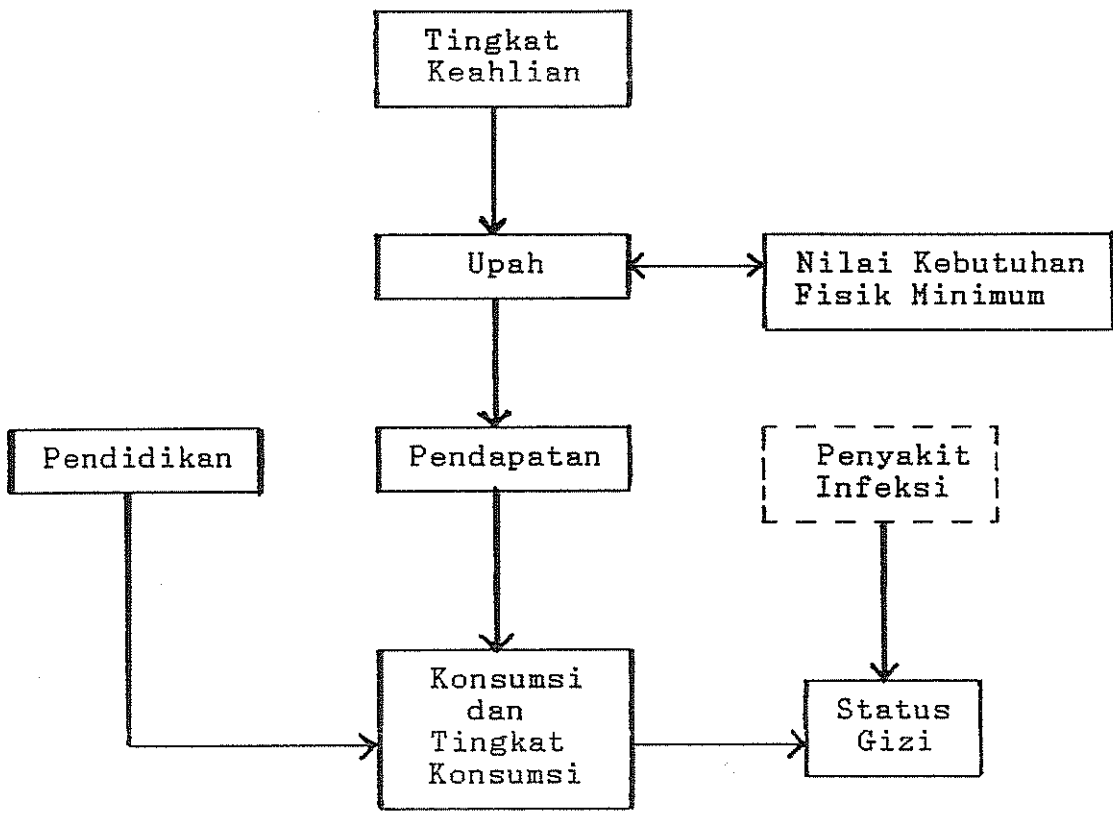 Tingkat
Keahlian
Upah
Nilai Kebutuhan
Fisik Minimum
Pendidikan
Pendapatan
Penyakit
Infeksi
Konsumsi
dan
Tingkat
Konsumsi
Status
Gizi